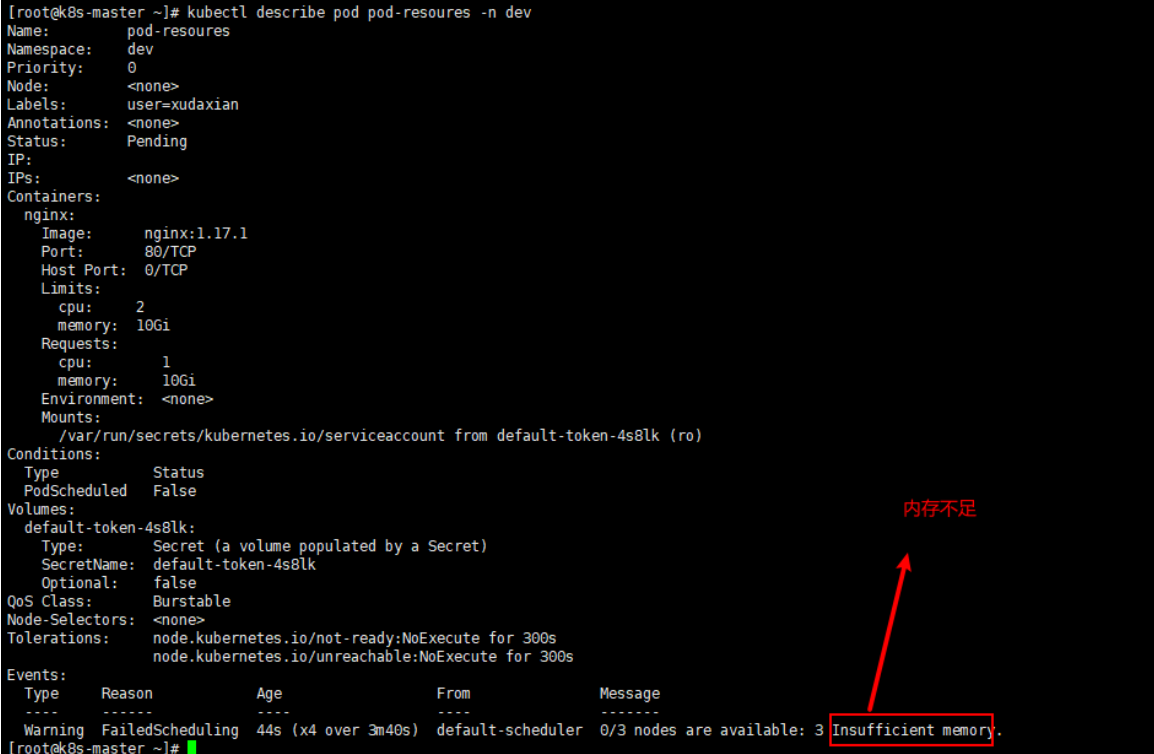 [root@k8s-master ~]# kubectl describe pod pod-resoures -n dev
Name:         pod-resoures
Namespace:    dev
Priority:     0
Node:         <none>
Labels:       user=xudaxian
Annotations:  <none>
Status:       Pending
IP:
IPs:          <none>
Containers:
  nginx:
    Image:      nginx:1.17.1
    Port:       80/TCP
    Host Port:  0/TCP
    Limits:
      cpu:     2
      memory:  10Gi
    Requests:
      cpu:        1
      memory:     10Gi
    Environment:  <none>
    Mounts:
      /var/run/secrets/kubernetes.io/serviceaccount from default-token-4s8lk (ro)
Conditions:
  Type           Status
  PodScheduled   False
Volumes:
  default-token-4s8lk:
    Type:        Secret (a volume populated by a Secret)
    SecretName:  default-token-4s8lk
    Optional:    false
QoS Class:       Burstable
Node-Selectors:  <none>
Tolerations:     node.kubernetes.io/not-ready:NoExecute for 300s
                 node.kubernetes.io/unreachable:NoExecute for 300s
内存不足
Events:
  Type     Reason            Age                   From               Message
  ----     ------            ----                  ----               -------
  Warning  FailedScheduling  44s (x4 over 3m40s)  default-scheduler  0/3 nodes are available: 3 Insufficient memory.
[root@k8s-master ~]#